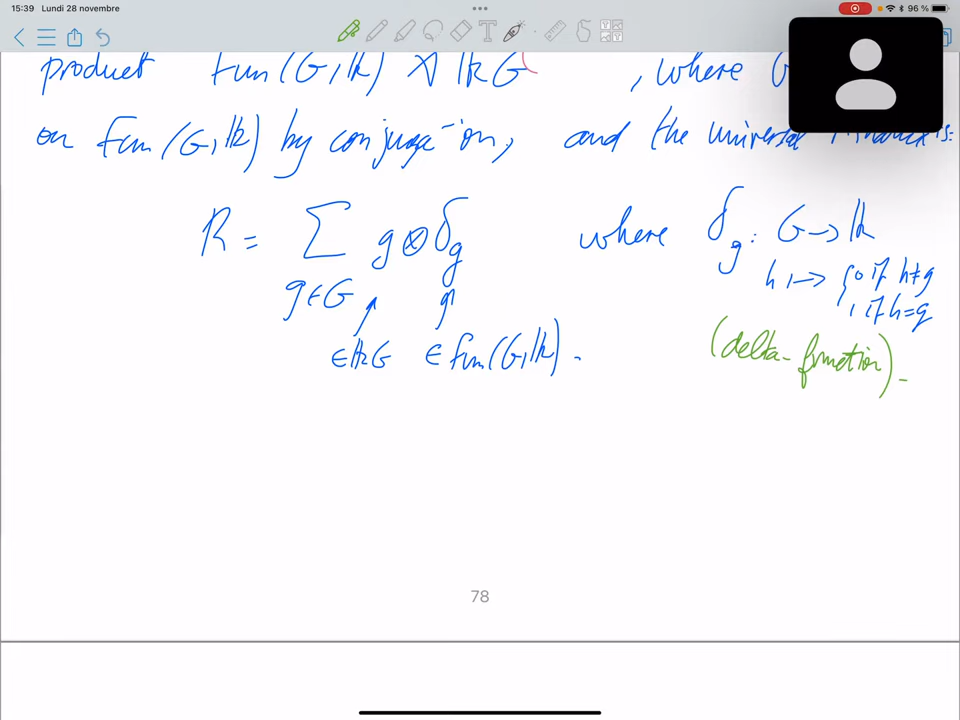 15:39 Lundi 28 novembre
96 %
product Fun(G,𝕜) ⋊ 𝕜G , where
on Fun(G,𝕜) by conjugation, and the universal
R = ∑ g ⊗ δ_g where δ_g : G → 𝕜
g∈G
h ↦ { 0 if h≠g
1 if h=g
∈𝕜G ∈ Fun(G,𝕜).
(delta-function).
78